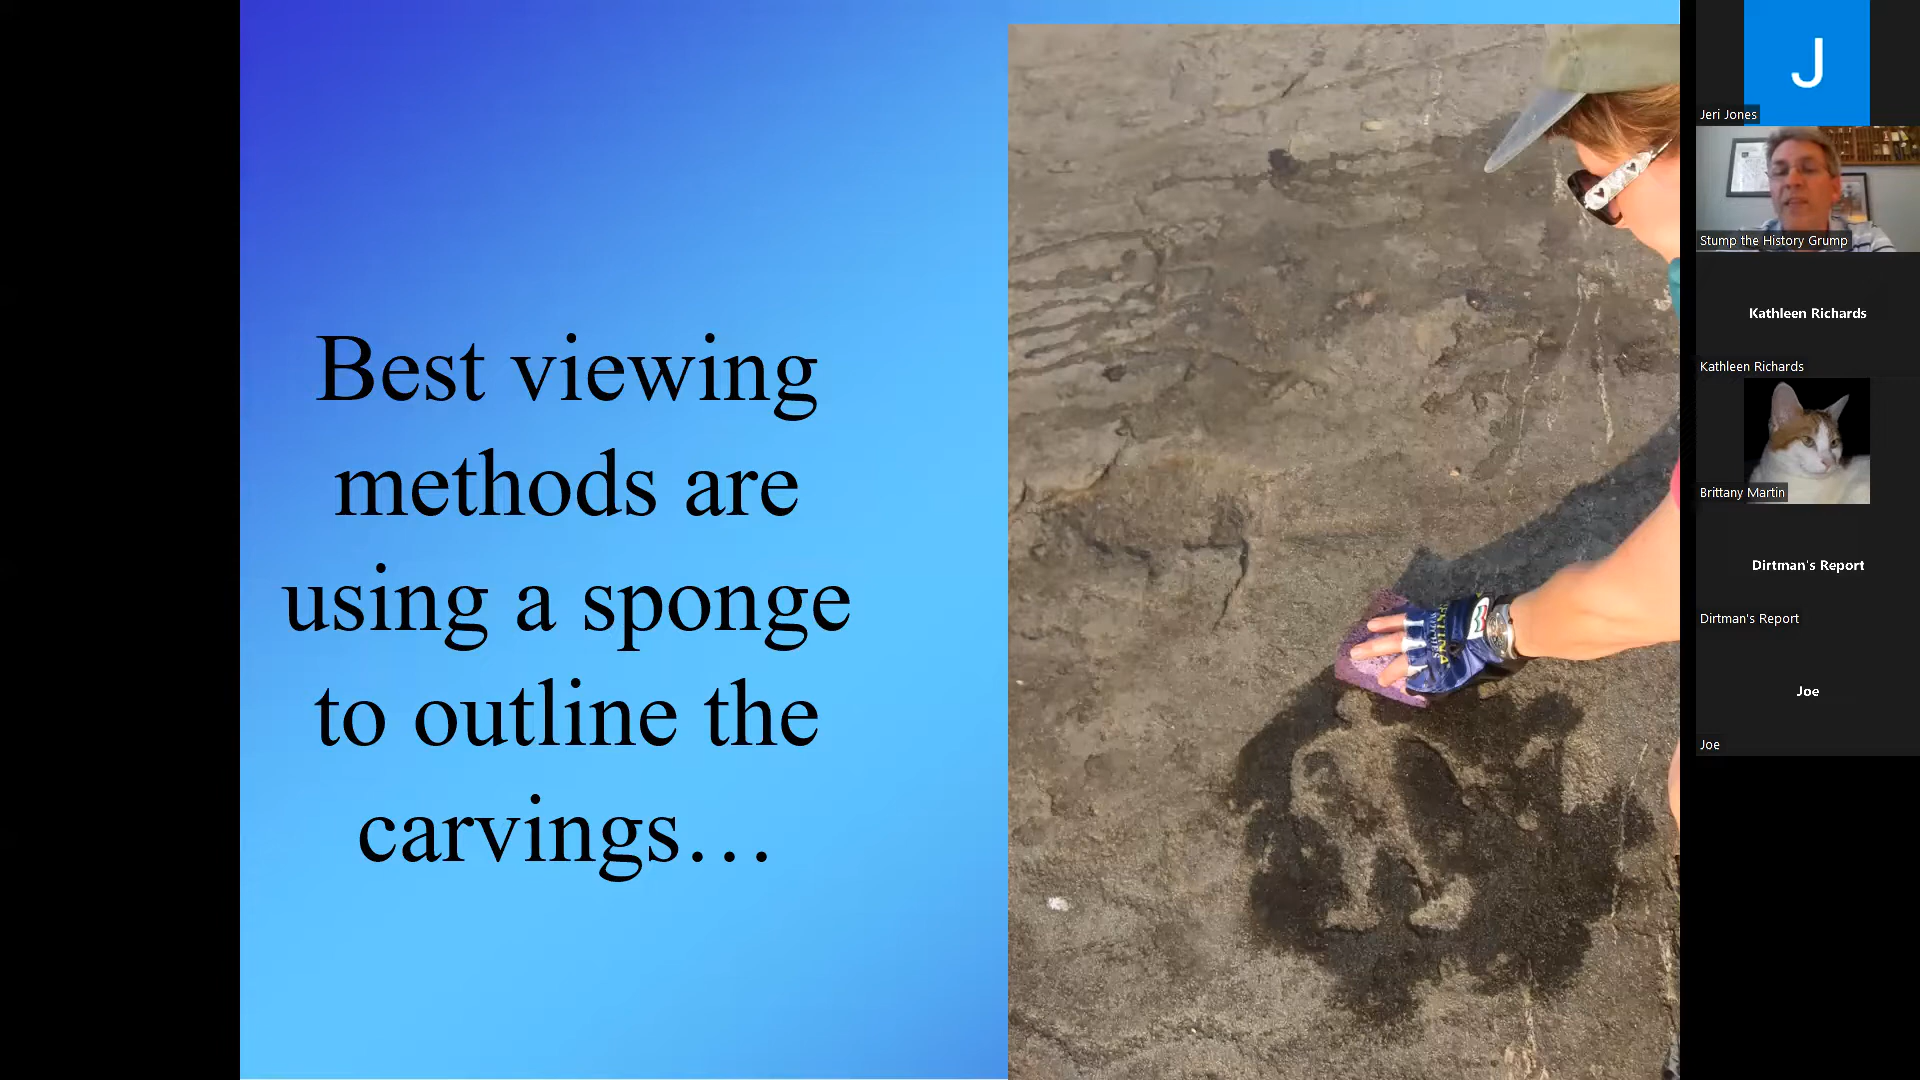 Best viewing
methods are
using a sponge
to outline the
carvings…
J
Jeri Jones
Stump the History Grump
Kathleen Richards
Kathleen Richards
Brittany Martin
Dirtman's Report
Dirtman's Report
Joe
Joe